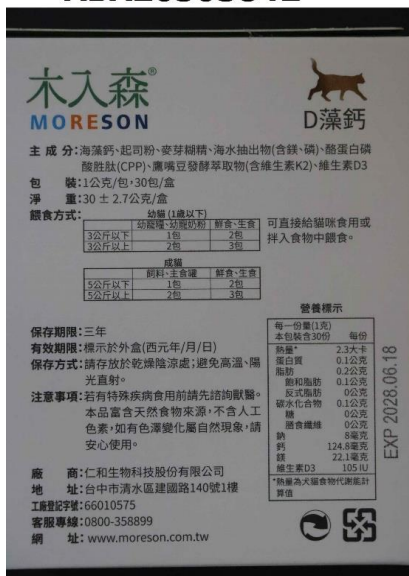 木入森®
MORESON
D藻鈣
主成分:海藻鈣、起司粉、麥芽糊精、海水抽出物(含鎂、磷)、酪蛋白磷
酸胜肽(CPP)、鷹嘴豆發酵萃取物(含維生素K2)、維生素D3
包裝:1公克/包,30包/盒
淨重:30 ± 2.7公克/盒
餵食方式:
幼貓 (1歲以下)
幼寵糧、幼寵奶粉 鮮食、生食
3公斤以下 1包 2包
3公斤以上 2包 3包
可直接給貓咪食用或
拌入食物中餵食。
成貓
飼料、主食罐 鮮食、生食
5公斤以下 1包 2包
5公斤以上 2包 3包
保存期限:三年
有效期限:標示於外盒(西元年/月/日)
保存方式:請存放於乾燥陰涼處;避免高溫、陽
光直射。
注意事項:若有特殊疾病食用前請先諮詢獸醫。
本品富含天然食物來源,不含人工
色素,如有色澤變化屬自然現象,請
安心使用。
營養標示
每一份量(1克)
本包裝含30份 每份
熱量* 2.3大卡
蛋白質 0.1公克
脂肪 0.2公克
飽和脂肪 0.1公克
反式脂肪 0公克
碳水化合物 0.1公克
糖 0公克
膳食纖維 0公克
鈉 8毫克
鈣 124.8毫克
鎂 22.1毫克
維生素D3 105 IU
*熱量為犬貓食物代謝能計
算值
EXP 2028.06.18
廠商:仁和生物科技股份有限公司
地址:台中市清水區建國路140號1樓
工廠登記字號:66010575
客服專線:0800-358899
網址: www.moreson.com.tw